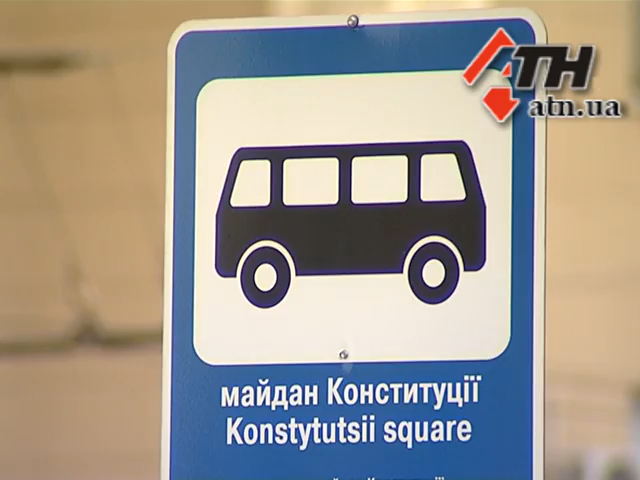 АТН
atn.ua
майдан Конституції
Konstytutsii square